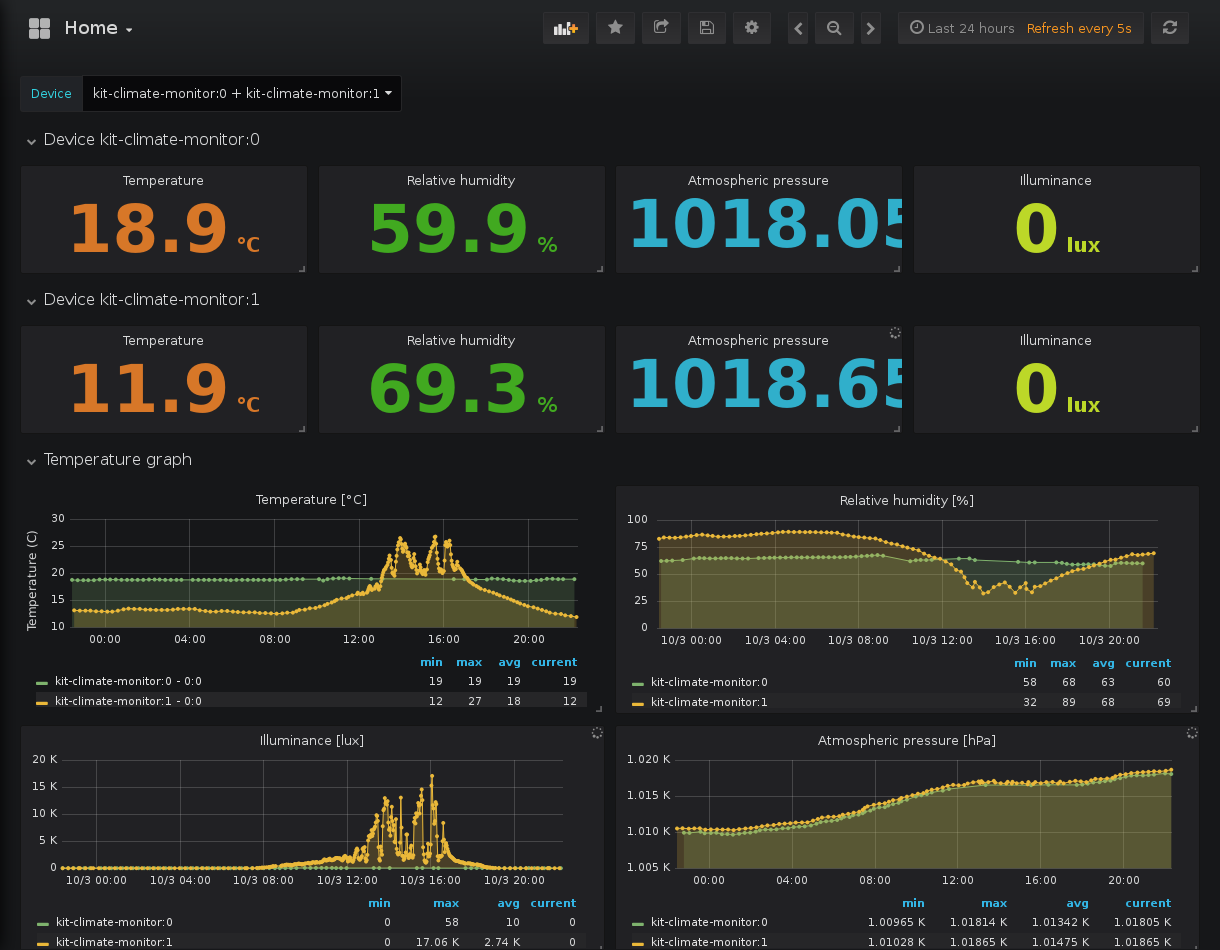 Home
Last 24 hours Refresh every 5s
Device kit-climate-monitor:0 + kit-climate-monitor:1
Device kit-climate-monitor:0
Temperature Relative humidity Atmospheric pressure Illuminance
18.9 °C 59.9 % 1018.05 0 lux
Device kit-climate-monitor:1
Temperature Relative humidity Atmospheric pressure Illuminance
11.9 °C 69.3 % 1018.65 0 lux
Temperature graph
Temperature [°C]
Temperature (C)
30
25
20
15
10
00:00 04:00 08:00 12:00 16:00 20:00
min max avg current
kit-climate-monitor:0 - 0:0 19 19 19 19
kit-climate-monitor:1 - 0:0 12 27 18 12
Relative humidity [%]
100
75
50
25
0
10/3 00:00 10/3 04:00 10/3 08:00 10/3 12:00 10/3 16:00 10/3 20:00
min max avg current
kit-climate-monitor:0 58 68 63 60
kit-climate-monitor:1 32 89 68 69
Illuminance [lux]
20 K
15 K
10 K
5 K
0
10/3 00:00 10/3 04:00 10/3 08:00 10/3 12:00 10/3 16:00 10/3 20:00
min max avg current
kit-climate-monitor:0 0 58 10 0
kit-climate-monitor:1 0 17.06 K 2.74 K 0
Atmospheric pressure [hPa]
1.020 K
1.015 K
1.010 K
1.005 K
00:00 04:00 08:00 12:00 16:00 20:00
min max avg current
kit-climate-monitor:0 1.00965 K 1.01814 K 1.01342 K 1.01805 K
kit-climate-monitor:1 1.01028 K 1.01865 K 1.01475 K 1.01865 K